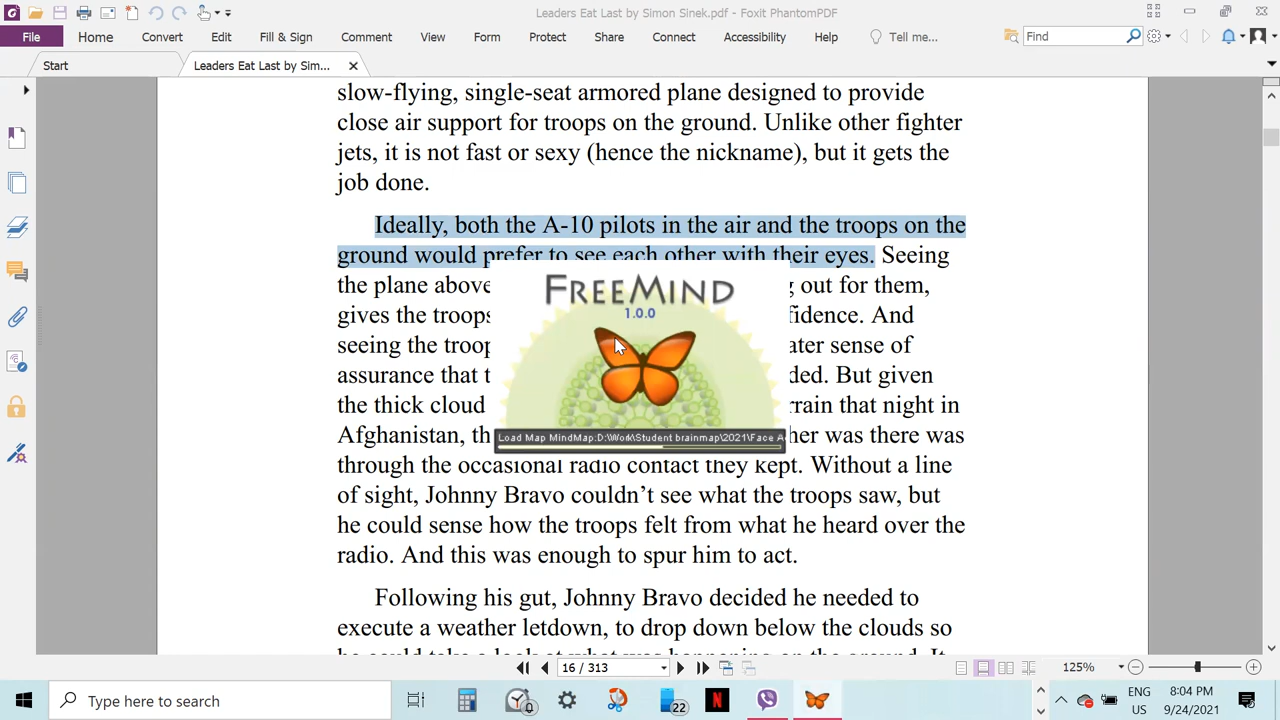 Leaders Eat Last by Simon Sinek.pdf - Foxit PhantomPDF
File Home Convert Edit Fill & Sign Comment View Form Protect Share Connect Accessibility Help Tell me... Find
Start Leaders Eat Last by Sim...
slow-flying, single-seat armored plane designed to provide
close air support for troops on the ground. Unlike other fighter
jets, it is not fast or sexy (hence the nickname), but it gets the
job done.
Ideally, both the A-10 pilots in the air and the troops on the
ground would prefer to see each other with their eyes. Seeing
the plane above out for them,
gives the troops
And
seeing the sense of
assurance that But given
the thick that night in
Afghanistan, was there was
through the occasional radio contact they kept. Without a line
of sight, Johnny Bravo couldn't see what the troops saw, but
he could sense how the troops felt from what he heard over the
radio. And this was enough to spur him to act.
FREEMIND
1.0.0
Load Map MindMap:D:\Work\Student brainmap\2021\Face A
Following his gut, Johnny Bravo decided he needed to
execute a weather letdown, to drop down below the clouds so
16 / 313 125%
Type here to search
22
ENG
US
8:04 PM
9/24/2021